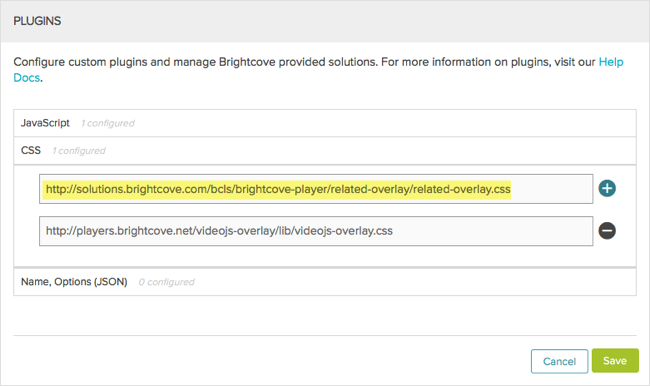 PLUGINS
Configure custom plugins and manage Brightcove provided solutions. For more information on plugins, visit our Help
Docs.
JavaScript 1 configured
CSS 1 configured
http://solutions.brightcove.com/bcls/brightcove-player/related-overlay/related-overlay.css
http://players.brightcove.net/videojs-overlay/lib/videojs-overlay.css
Name, Options (JSON) 0 configured
Cancel Save